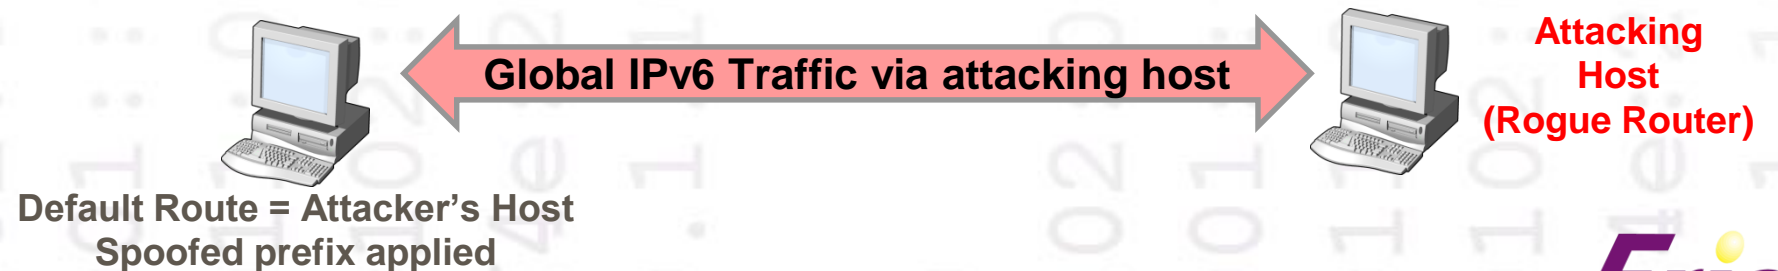 Global IPv6 Traffic via attacking host
Attacking
Host
(Rogue Router)
Default Route = Attacker's Host
Spoofed prefix applied